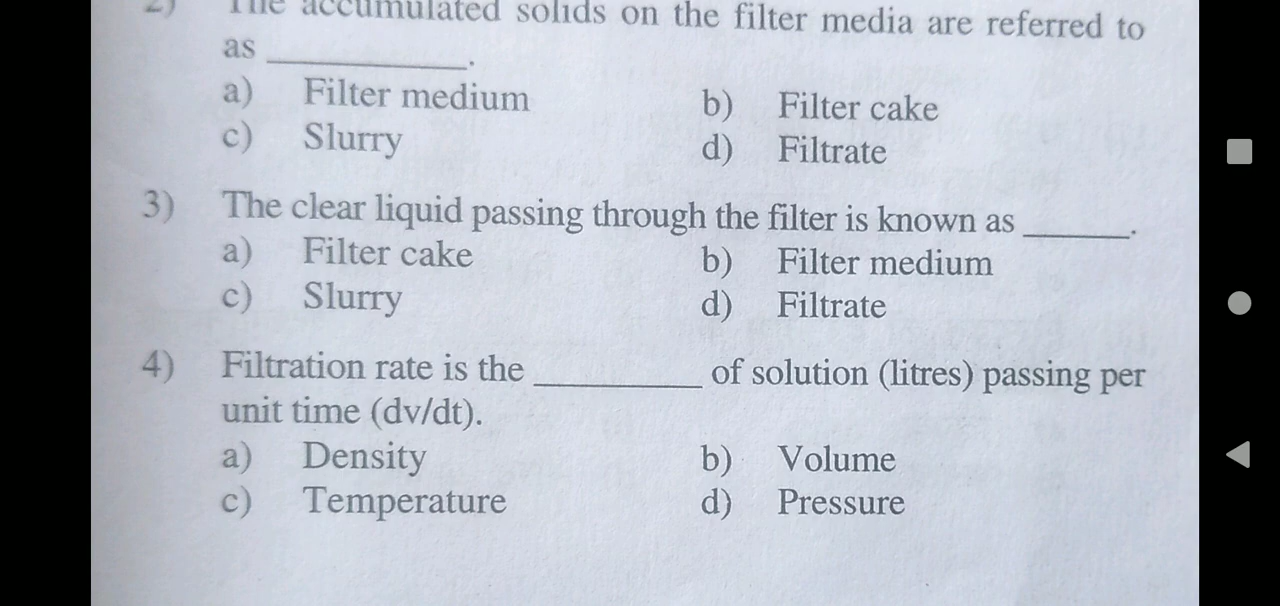 2) The accumulated solids on the filter media are referred to
as __________.
a) Filter medium b) Filter cake
c) Slurry d) Filtrate
3) The clear liquid passing through the filter is known as ______.
a) Filter cake b) Filter medium
c) Slurry d) Filtrate
4) Filtration rate is the _________ of solution (litres) passing per
unit time (dv/dt).
a) Density b) Volume
c) Temperature d) Pressure